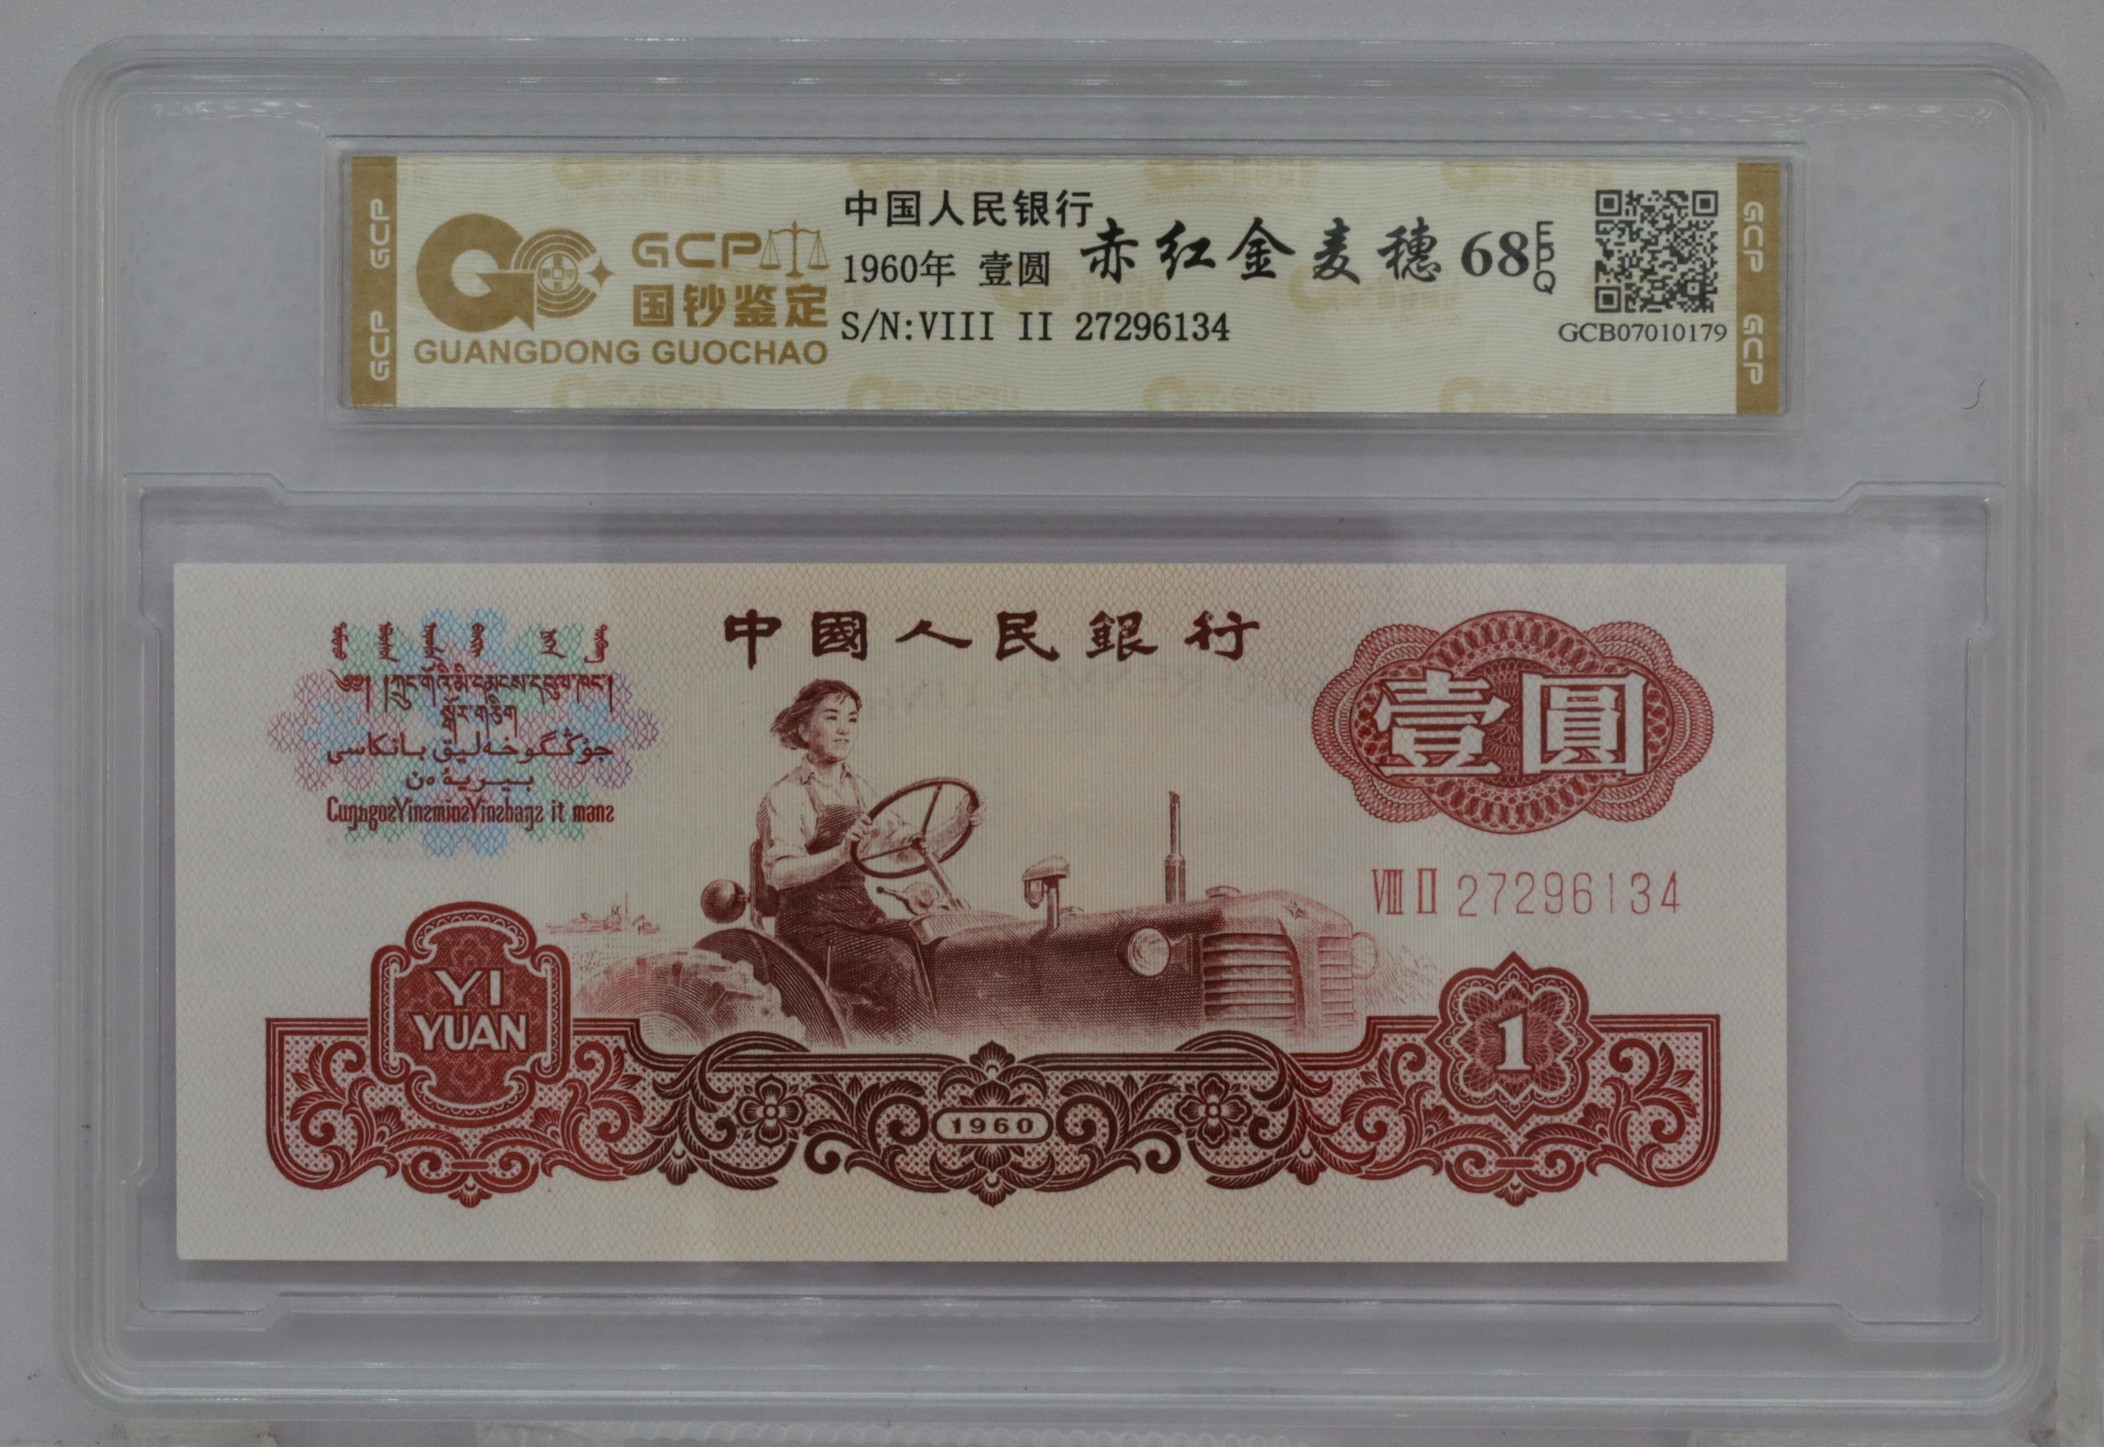 GCP
GCP
GCP
国钞鉴定
GUANGDONG GUOCHAO
中国人民银行
1960年 壹圆
S/N:VIII II 27296134
赤红金麦穗 68 EPQ
GCB07010179
GCP
GCP
中國人民銀行
壹圓
VIII II 27296134
YI
YUAN
1960
1